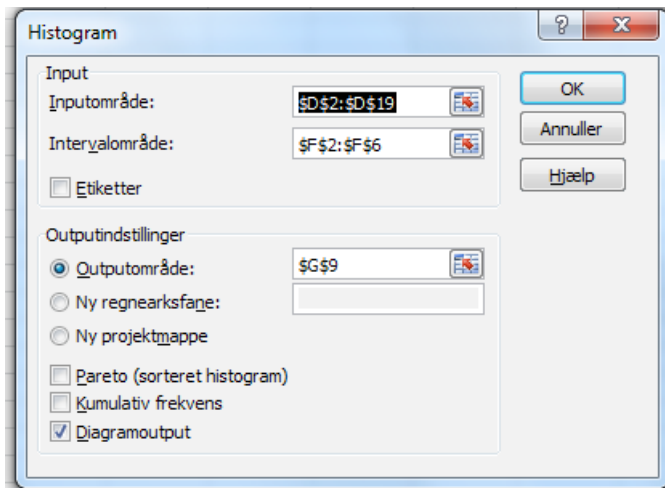 Histogram
Input
Inputområde: $D$2:$D$19
Intervalområde: $F$2:$F$6
Etiketter
OK
Annuller
Hjælp
Outputindstillinger
Outputområde: $G$9
Ny regnearksfane:
Ny projektmappe
Pareto (sorteret histogram)
Kumulativ frekvens
Diagramoutput